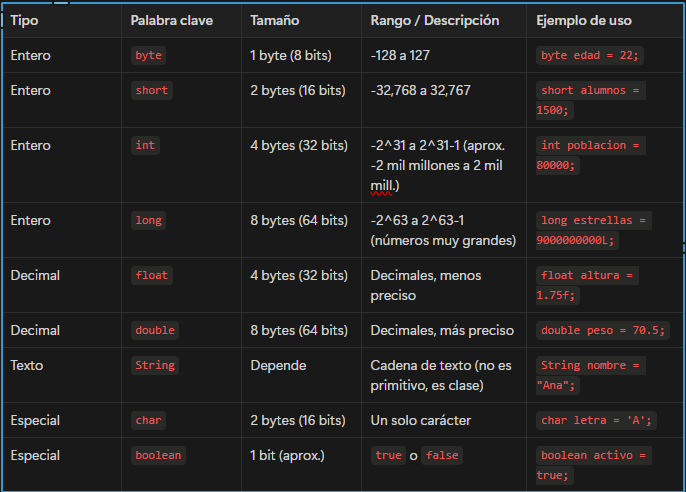 Tipo Palabra clave Tamaño Rango / Descripción Ejemplo de uso
Entero byte 1 byte (8 bits) -128 a 127 byte edad = 22;
Entero short 2 bytes (16 bits) -32,768 a 32,767 short alumnos =
1500;
Entero int 4 bytes (32 bits) -2^31 a 2^31-1 (aprox. int poblacion =
-2 mil millones a 2 mil 80000;
mill.)
Entero long 8 bytes (64 bits) -2^63 a 2^63-1 long estrellas =
(números muy grandes) 9000000000L;
Decimal float 4 bytes (32 bits) Decimales, menos float altura =
preciso 1.75f;
Decimal double 8 bytes (64 bits) Decimales, más preciso double peso = 70.5;
Texto String Depende Cadena de texto (no es String nombre =
primitivo, es clase) "Ana";
Especial char 2 bytes (16 bits) Un solo carácter char letra = 'A';
Especial boolean 1 bit (aprox.) true o false boolean activo =
true;